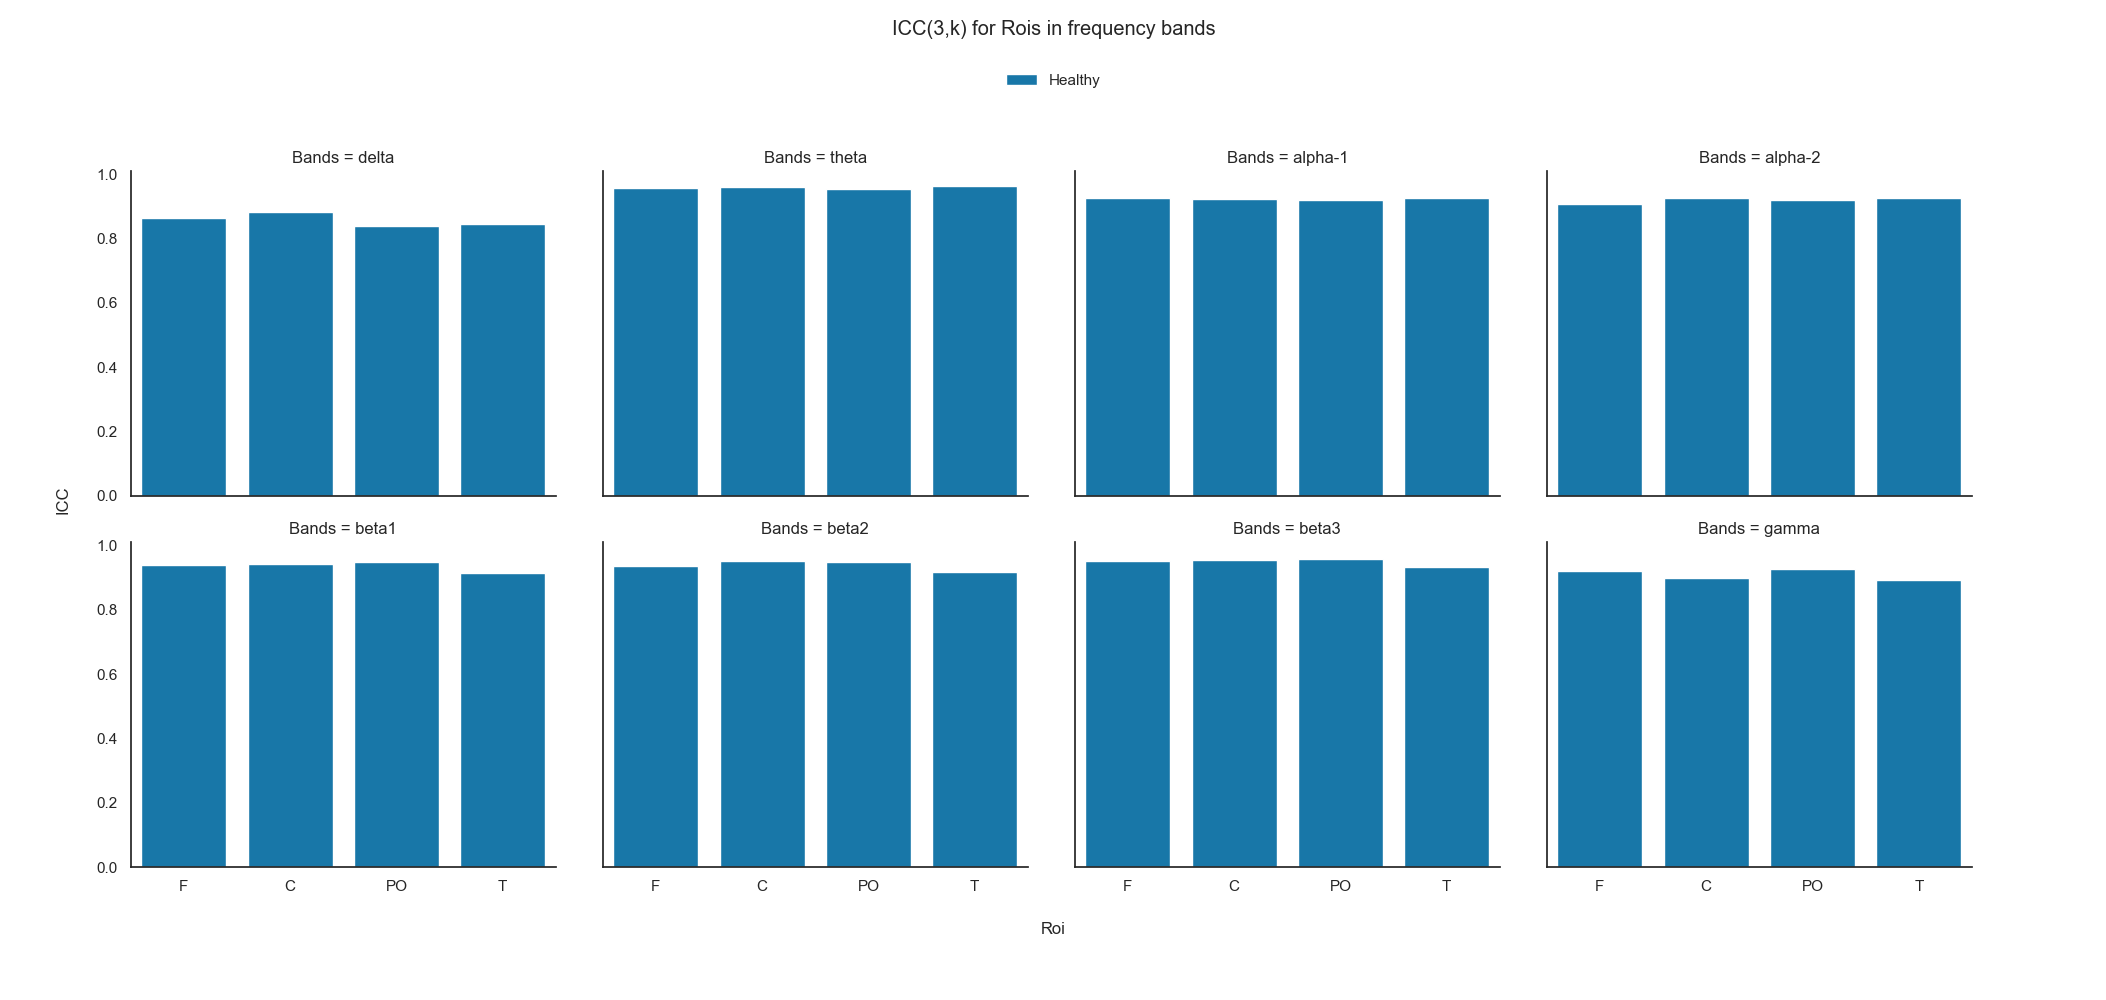 ICC(3,k) for Rois in frequency bands
Healthy
Bands = delta
Bands = theta
Bands = alpha-1
Bands = alpha-2
1.0
0.8
0.6
0.4
0.2
0.0
ICC
Bands = beta1
Bands = beta2
Bands = beta3
Bands = gamma
1.0
0.8
0.6
0.4
0.2
0.0
F C PO T
F C PO T
F C PO T
F C PO T
Roi